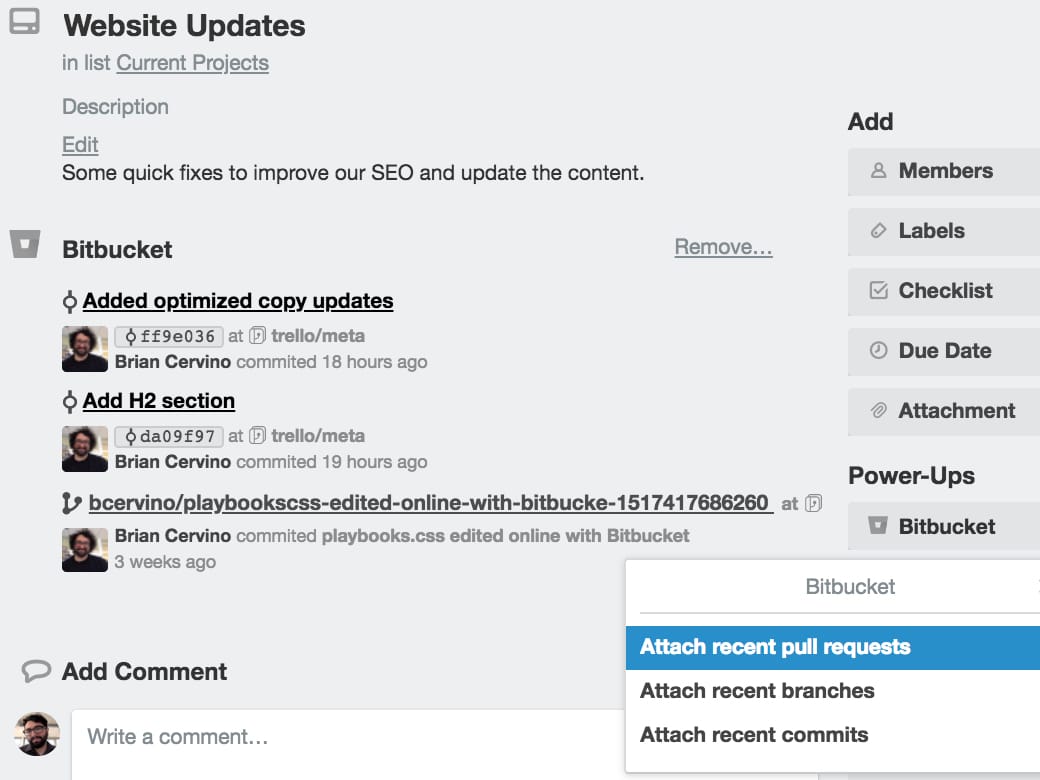 Website Updates
in list Current Projects
Description
Edit
Some quick fixes to improve our SEO and update the content.
Bitbucket
Remove…
Added optimized copy updates
ff9e036 at trello/meta
Brian Cervino commited 18 hours ago
Add H2 section
da09f97 at trello/meta
Brian Cervino commited 19 hours ago
bcervino/playbookscss-edited-online-with-bitbucke-1517417686260 at
Brian Cervino commited playbooks.css edited online with Bitbucket
3 weeks ago
Add Comment
Write a comment…
Add
Members
Labels
Checklist
Due Date
Attachment
Power-Ups
Bitbucket
Bitbucket
Attach recent pull requests
Attach recent branches
Attach recent commits